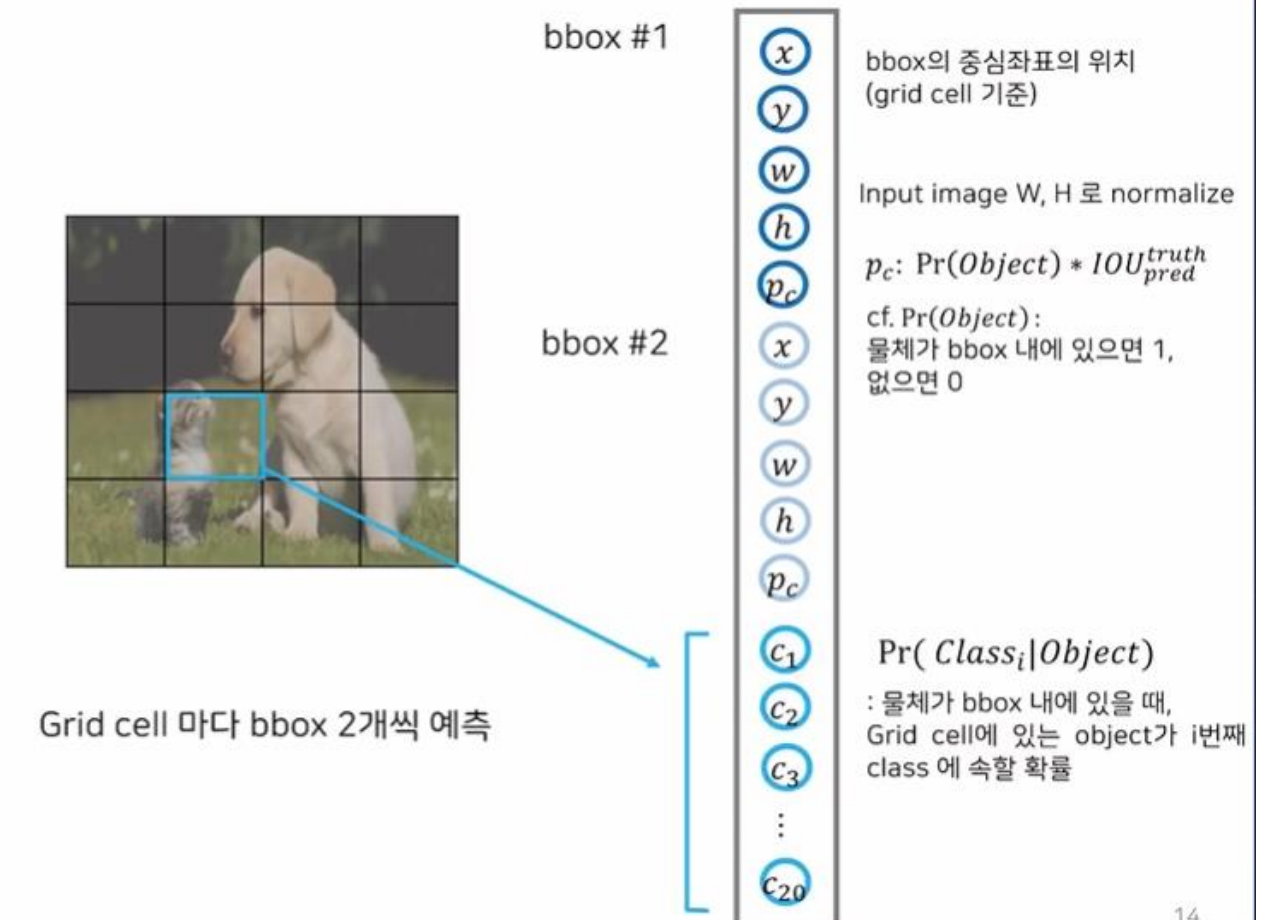 bbox #1
x
y
w
h
p_c
bbox의 중심좌표의 위치
(grid cell 기준)
Input image W, H 로 normalize
p_c: Pr(Object) * IOU_pred^truth
cf. Pr(Object) :
물체가 bbox 내에 있으면 1,
없으면 0
bbox #2
x
y
w
h
p_c
Grid cell 마다 bbox 2개씩 예측
c_1
c_2
c_3
⋮
c_20
Pr( Class_i|Object)
: 물체가 bbox 내에 있을 때,
Grid cell에 있는 object가 i번째
class 에 속할 확률
14